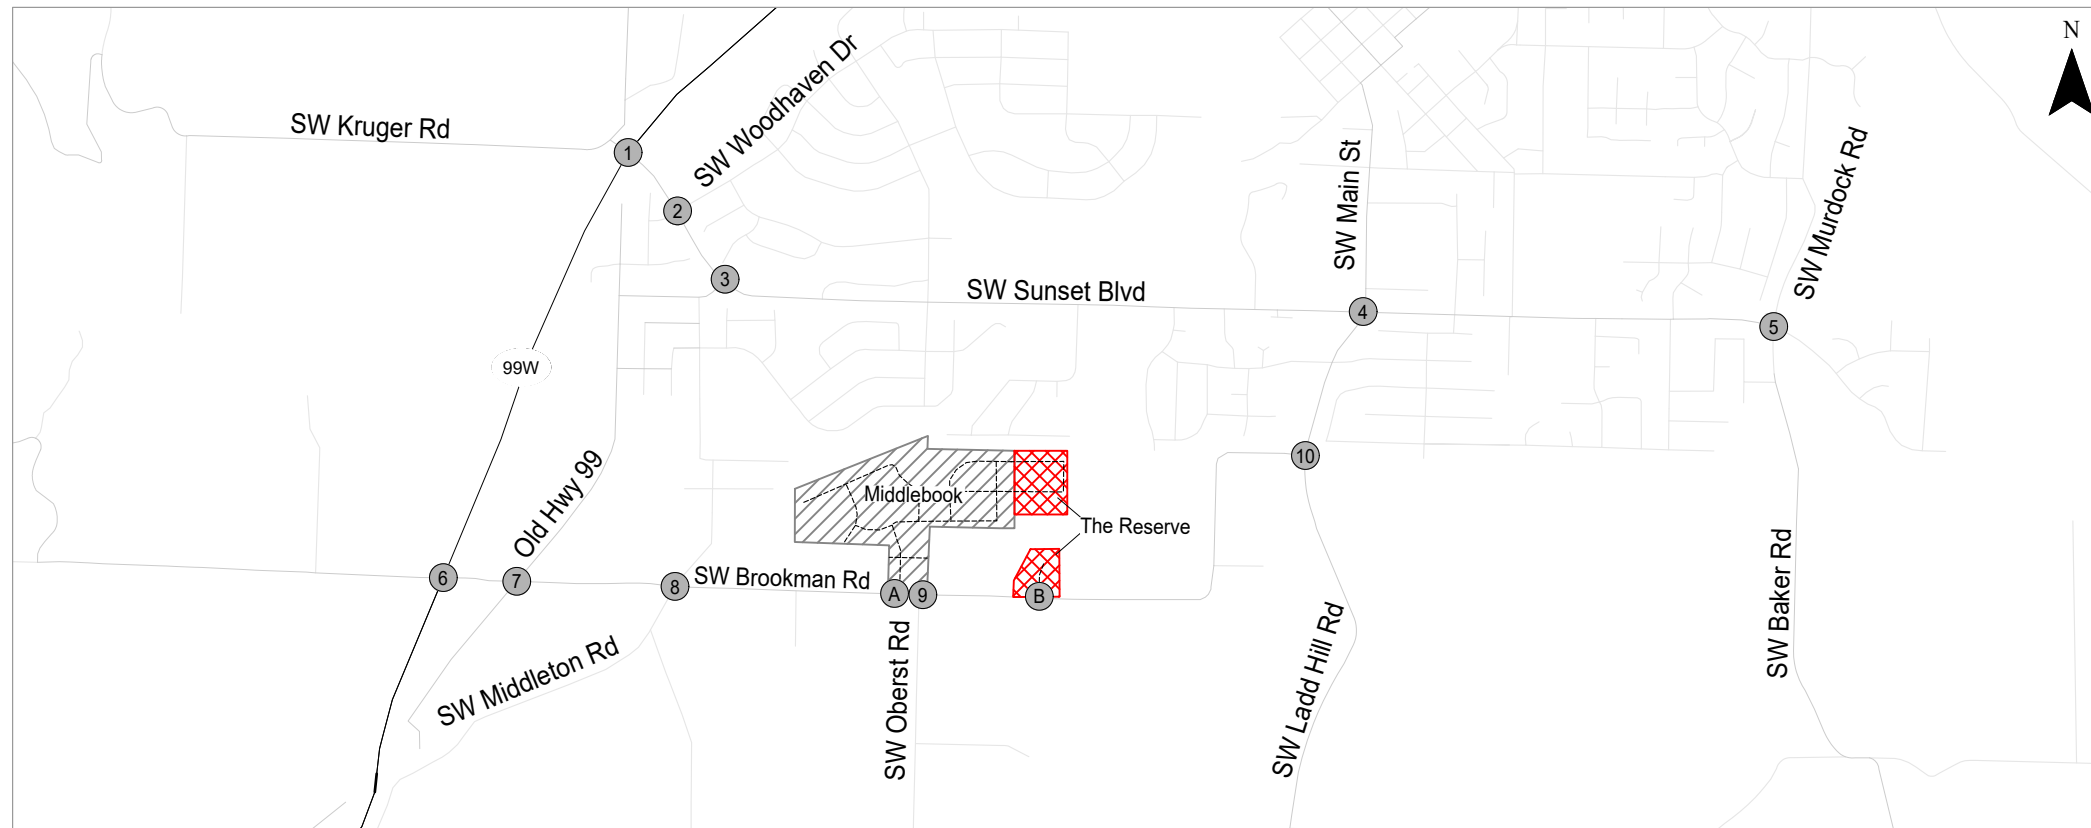 N
SW Kruger Rd
SW Woodhaven Dr
1
2
3
SW Main St
SW Murdock Rd
SW Sunset Blvd
4
5
99W
Old Hwy 99
10
Middlebook
The Reserve
6
7
8
SW Brookman Rd
A
9
B
SW Middleton Rd
SW Oberst Rd
SW Ladd Hill Rd
SW Baker Rd